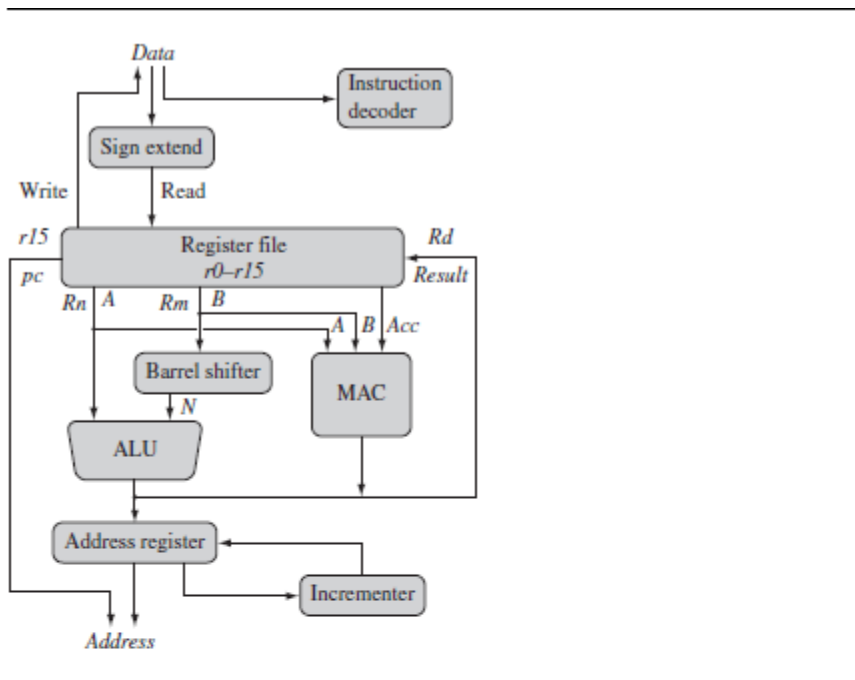 Data
Instruction
decoder
Sign extend
Write
Read
r15
Register file
Rd
pc
r0–r15
Result
Rn
A
Rm
B
A
B
Acc
Barrel shifter
MAC
N
ALU
Address register
Incrementer
Address